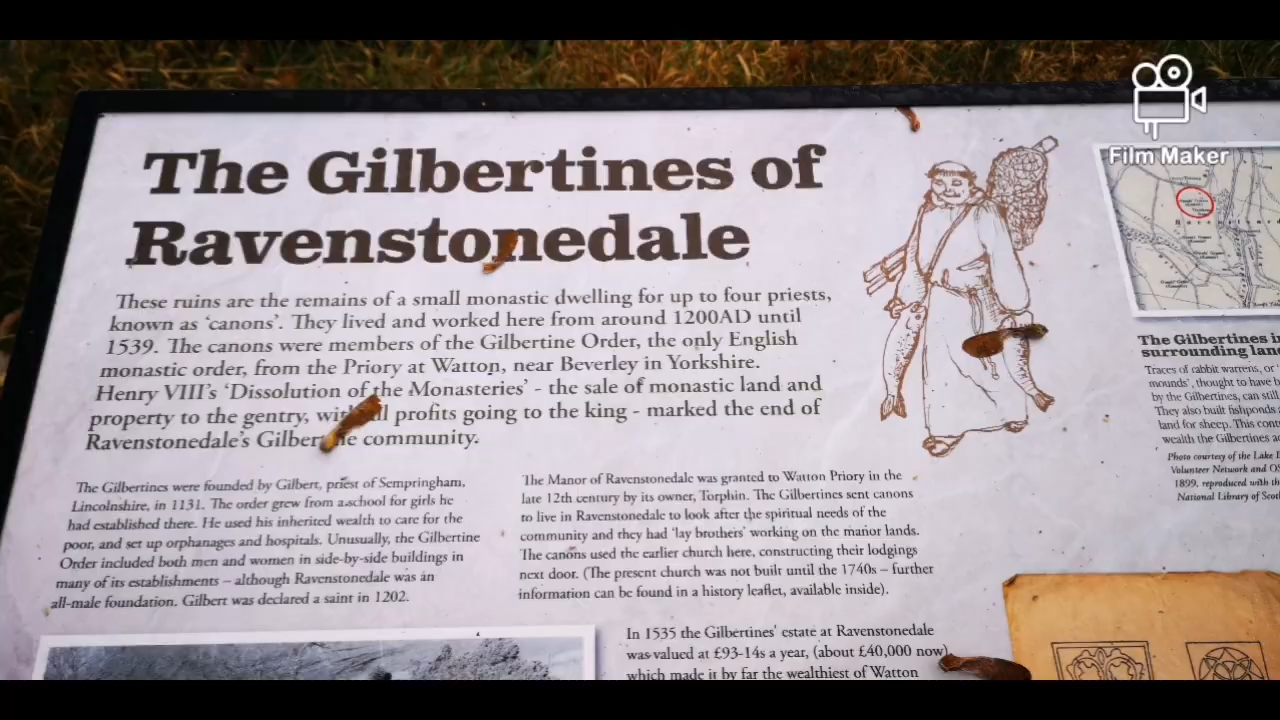 Film Maker
The Gilbertines of
Ravenstonedale
These ruins are the remains of a small monastic dwelling for up to four priests,
known as 'canons'. They lived and worked here from around 1200AD until
1539. The canons were members of the Gilbertine Order, the only English
monastic order, from the Priory at Watton, near Beverley in Yorkshire.
Henry VIII's 'Dissolution of the Monasteries' - the sale of monastic land and
property to the gentry, with all profits going to the king - marked the end of
Ravenstonedale's Gilbertine community.
The Gilbertines were founded by Gilbert, priest of Sempringham,
Lincolnshire, in 1131. The order grew from a school for girls he
had established there. He used his inherited wealth to care for the
poor, and set up orphanages and hospitals. Unusually, the Gilbertine
Order included both men and women in side-by-side buildings in
many of its establishments – although Ravenstonedale was an
all-male foundation. Gilbert was declared a saint in 1202.
The Manor of Ravenstonedale was granted to Watton Priory in the
late 12th century by its owner, Torphin. The Gilbertines sent canons
to live in Ravenstonedale to look after the spiritual needs of the
community and they had 'lay brothers' working on the manor lands.
The canons used the earlier church here, constructing their lodgings
next door. (The present church was not built until the 1740s – further
information can be found in a history leaflet, available inside).
In 1535 the Gilbertines' estate at Ravenstonedale
was valued at £93-14s a year, (about £40,000 now)
which made it by far the wealthiest of Watton
The Gilbertines in
surrounding
Traces of rabbit warrens, or
mounds', thought to have
by the Gilbertines, can still
They also built fishponds
land for sheep. This
wealth the Gilbertines
Photo courtesy of the Lake
Volunteer Network and
1899, reproduced with
National Library of